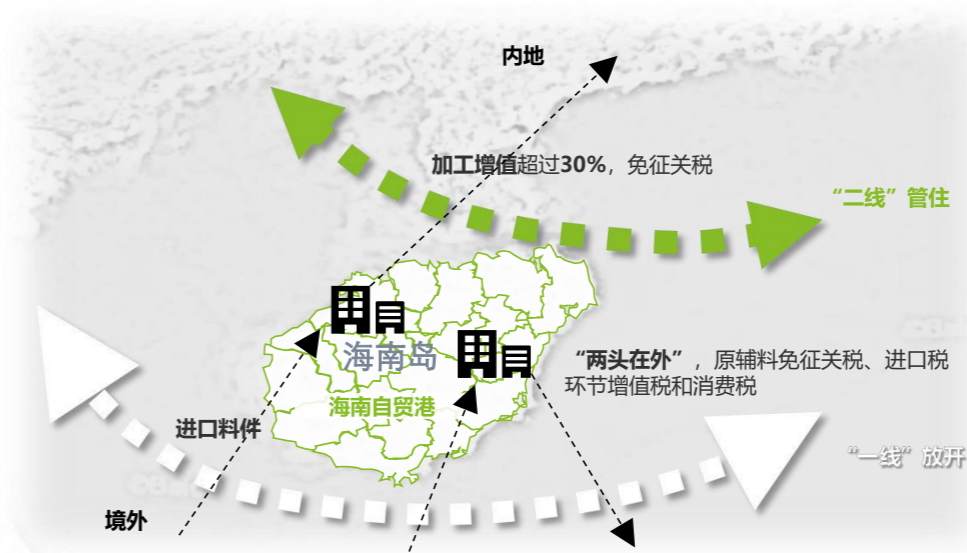 内地
加工增值超过30%，免征关税
“二线”管住
海南岛
“两头在外”，原辅料免征关税、进口税
环节增值税和消费税
海南自贸港
进口料件
“一线”放开
境外